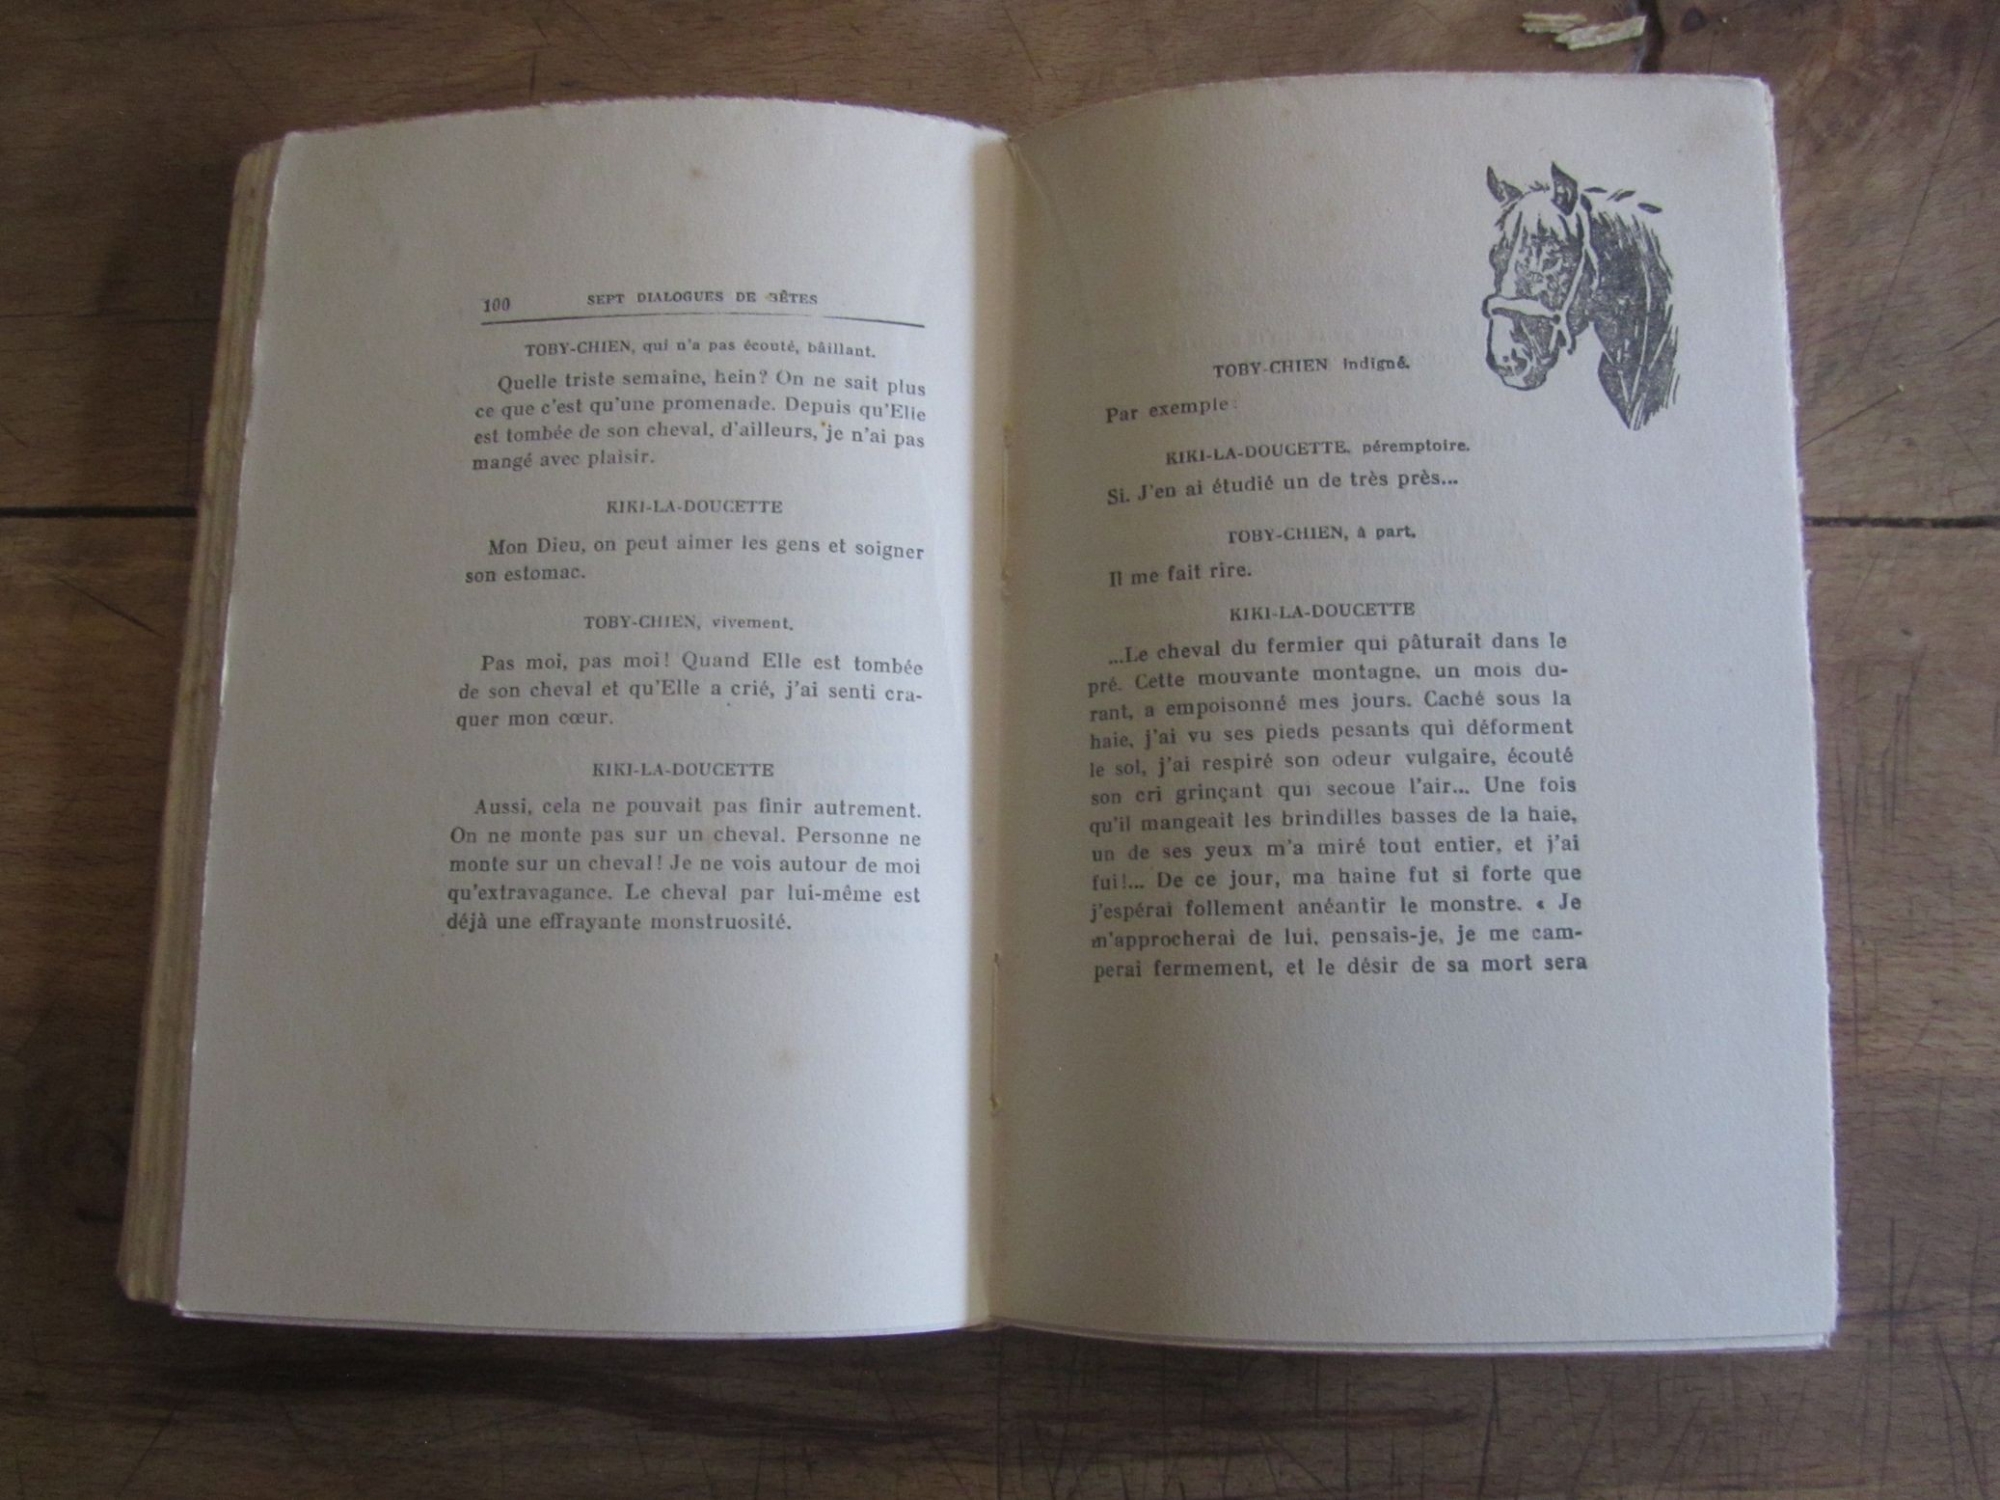 100 SEPT DIALOGUES DE BÊTES
TOBY-CHIEN, qui n'a pas écouté, bâillant.
Quelle triste semaine, hein? On ne sait plus
ce que c'est qu'une promenade. Depuis qu'Elle
est tombée de son cheval, d'ailleurs, je n'ai pas
mangé avec plaisir.
KIKI-LA-DOUCETTE
Mon Dieu, on peut aimer les gens et soigner
son estomac.
TOBY-CHIEN, vivement.
Pas moi, pas moi! Quand Elle est tombée
de son cheval et qu'Elle a crié, j'ai senti cra-
quer mon cœur.
KIKI-LA-DOUCETTE
Aussi, cela ne pouvait pas finir autrement.
On ne monte pas sur un cheval. Personne ne
monte sur un cheval! Je ne vois autour de moi
qu'extravagance. Le cheval par lui-même est
déjà une effrayante monstruosité.
TOBY-CHIEN indigné.
Par exemple
KIKI-LA-DOUCETTE, péremptoire.
Si. J'en ai étudié un de très près...
TOBY-CHIEN, à part.
Il me fait rire.
KIKI-LA-DOUCETTE
...Le cheval du fermier qui pâturait dans le
pré. Cette mouvante montagne, un mois du-
rant, a empoisonné mes jours. Caché sous la
haie, j'ai vu ses pieds pesants qui déforment
le sol, j'ai respiré son odeur vulgaire, écouté
son cri grinçant qui secoue l'air... Une fois
qu'il mangeait les brindilles basses de la haie,
un de ses yeux m'a miré tout entier, et j'ai
fui!... De ce jour, ma haine fut si forte que
j'espérai follement anéantir le monstre. « Je
m'approcherai de lui, pensais-je, je me cam-
perai fermement, et le désir de sa mort sera